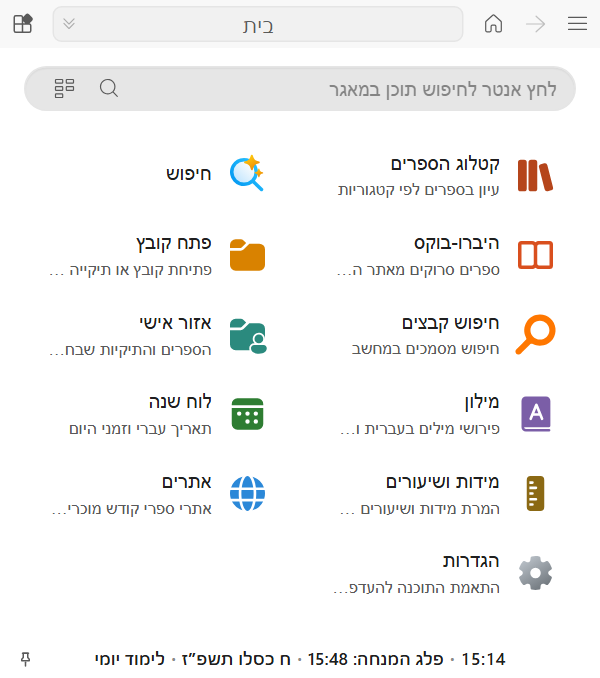 בית
לחץ אנטר לחיפוש תוכן במאגר
קטלוג הספרים
עיון בספרים לפי קטגוריות
חיפוש
היברו-בוקס
ספרים סרוקים מאתר ה...
פתח קובץ
פתיחת קובץ או תיקייה ...
חיפוש קבצים
חיפוש מסמכים במחשב
אזור אישי
הספרים והתיקיות שבח...
מילון
פירושי מילים בעברית ו...
לוח שנה
תאריך עברי וזמני היום
מידות ושיעורים
המרת מידות ושיעורים ...
אתרים
אתרי ספרי קודש מוכרי...
הגדרות
התאמת התוכנה להעדפ...
15:14 · פלג המנחה: 15:48 · ח כסלו תשפ״ז · לימוד יומי